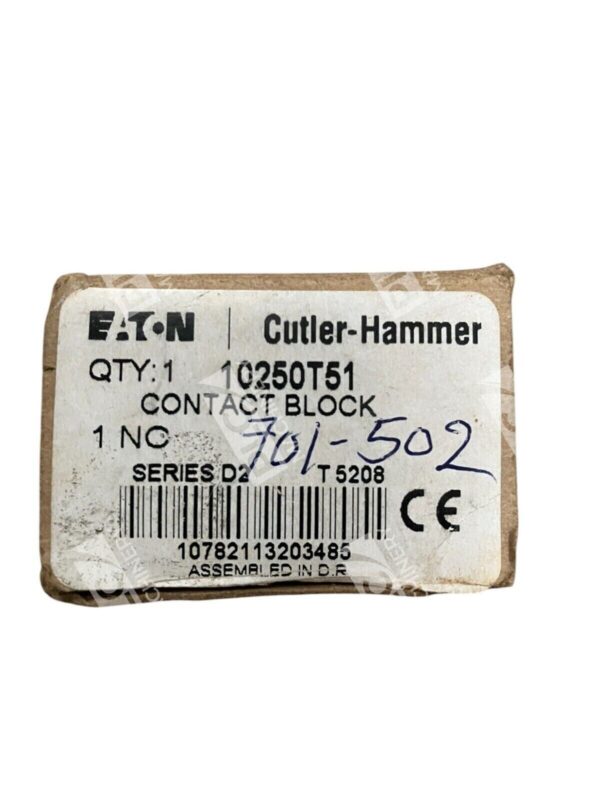 EATON | Cutler-Hammer
QTY: 1 10250T51
CONTACT BLOCK
1 NC 701-502
SERIES D2 T 5208
CE
10782113203485
ASSEMBLED IN D.R